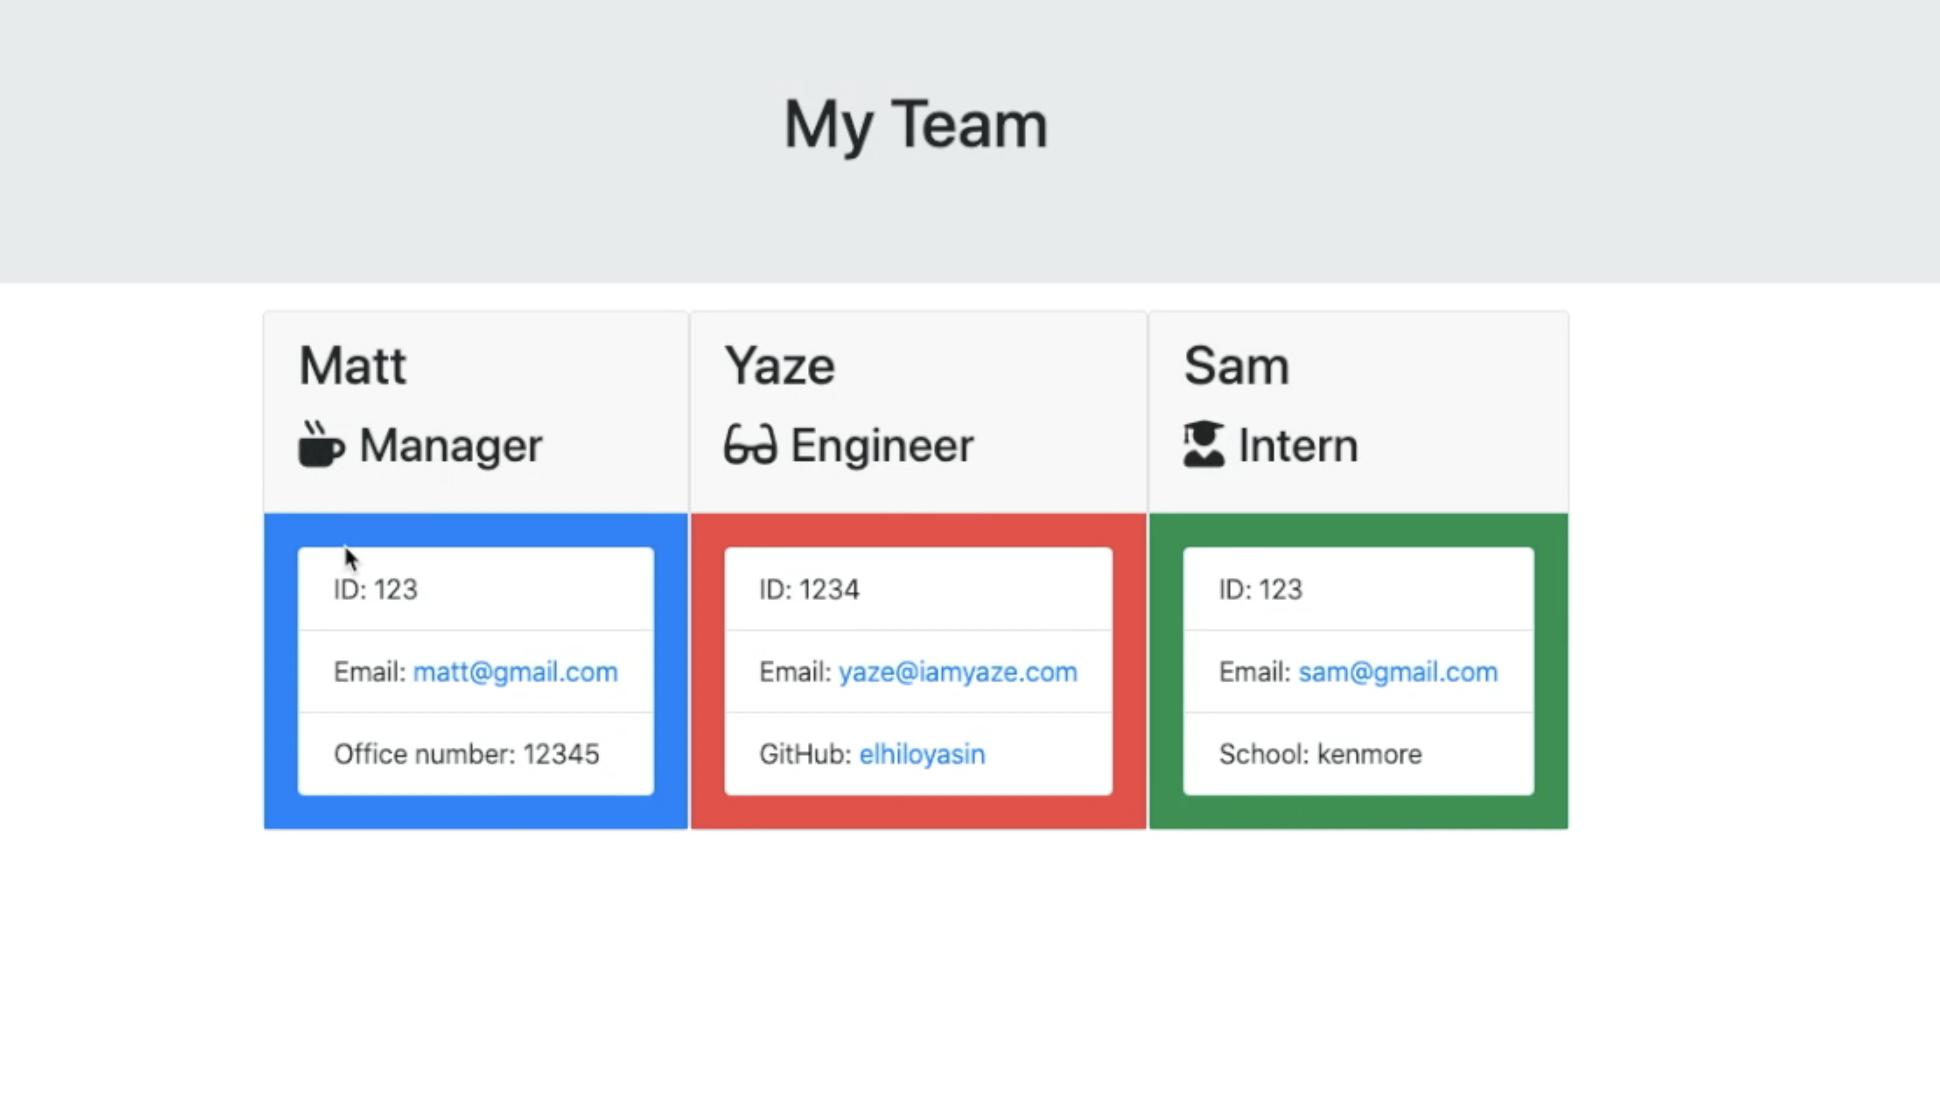 My Team
Matt
Manager
ID: 123
Email: matt@gmail.com
Office number: 12345
Yaze
Engineer
ID: 1234
Email: yaze@iamyaze.com
GitHub: elhiloyasin
Sam
Intern
ID: 123
Email: sam@gmail.com
School: kenmore